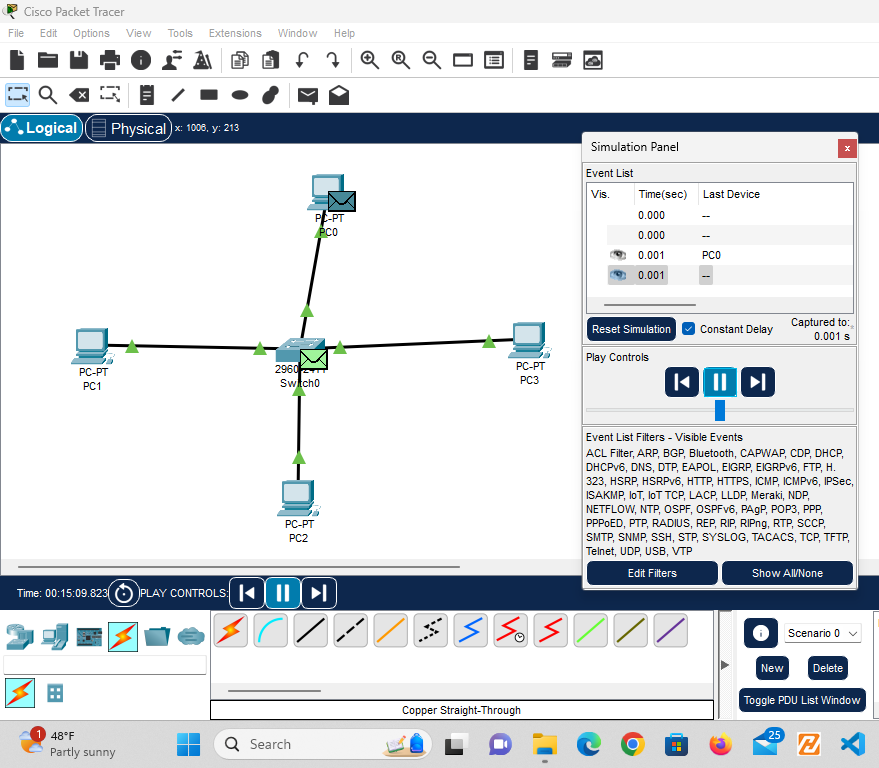 Cisco Packet Tracer
File Edit Options View Tools Extensions Window Help
Logical Physical x: 1006, y: 213
PC-PT
PC0
PC-PT
PC1
Switch0
PC-PT
PC3
PC-PT
PC2
Simulation Panel x
Event List
Vis. Time(sec) Last Device
0.000 --
0.000 --
0.001 PC0
0.001 --
Reset Simulation Constant Delay Captured to:
0.001 s
Play Controls
Event List Filters - Visible Events
ACL Filter, ARP, BGP, Bluetooth, CAPWAP, CDP, DHCP,
DHCPv6, DNS, DTP, EAPOL, EIGRP, EIGRPv6, FTP, H.
323, HSRP, HSRPv6, HTTP, HTTPS, ICMP, ICMPv6, IPSec,
ISAKMP, IoT, IoT TCP, LACP, LLDP, Meraki, NDP,
NETFLOW, NTP, OSPF, OSPFv6, PAgP, POP3, PPP,
PPPoED, PTP, RADIUS, REP, RIP, RIPng, RTP, SCCP,
SMTP, SNMP, SSH, STP, SYSLOG, TACACS, TCP, TFTP,
Telnet, UDP, USB, VTP
Edit Filters Show All/None
Time: 00:15:09.823 PLAY CONTROLS:
Scenario 0
New Delete
Toggle PDU List Window
Copper Straight-Through
1
48°F
Partly sunny
Search
25